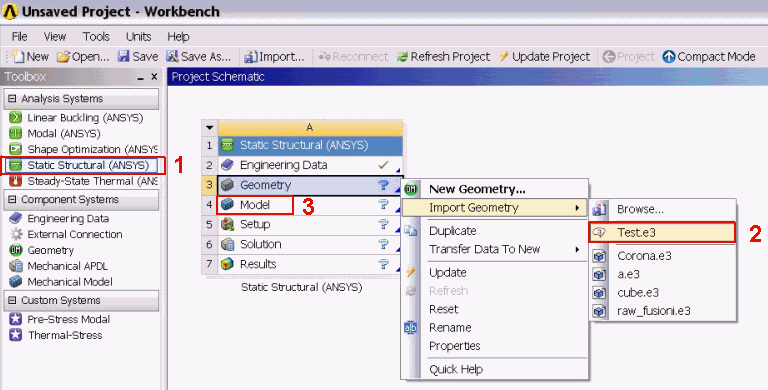 Unsaved Project - Workbench
File View Tools Units Help
New Open... Save Save As... Import... Reconnect Refresh Project Update Project Project Compact Mode
Toolbox
Project Schematic
Analysis Systems
Linear Buckling (ANSYS)
Modal (ANSYS)
Shape Optimization (ANSYS
Static Structural (ANSYS)
1
Steady-State Thermal (ANS
Component Systems
Engineering Data
External Connection
Geometry
Mechanical APDL
Mechanical Model
Custom Systems
Pre-Stress Modal
Thermal-Stress
A
1 Static Structural (ANSYS)
2 Engineering Data
3 Geometry ?
4 Model ?
3
5 Setup ?
6 Solution ?
7 Results ?
Static Structural (ANSYS)
New Geometry...
Import Geometry
Duplicate
Transfer Data To New
Update
Refresh
Reset
Rename
Properties
Quick Help
Browse...
Test.e3
2
Corona.e3
a.e3
cube.e3
raw_fusioni.e3